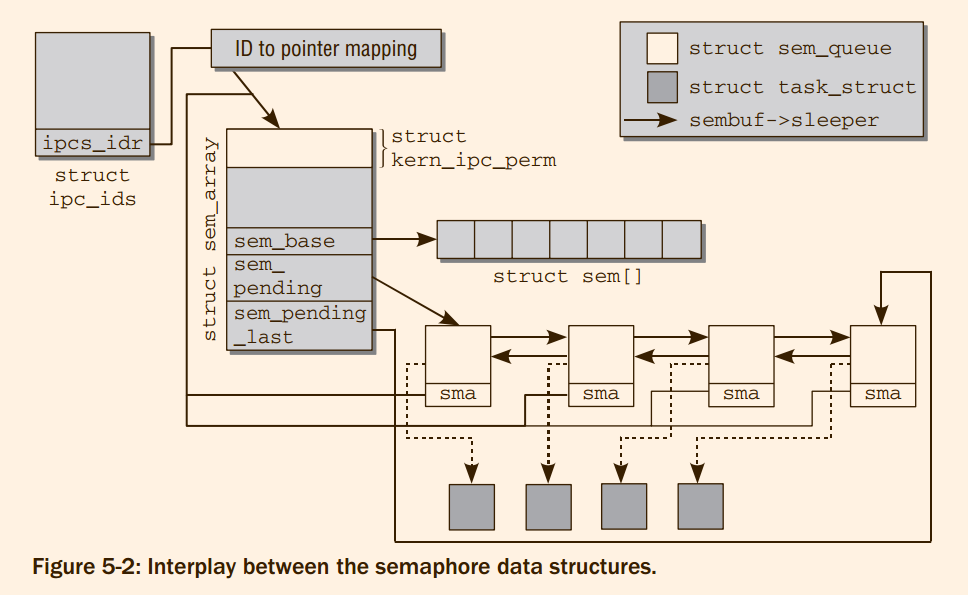 ID to pointer mapping
ipcs_idr
struct
ipc_ids
struct sem_array
struct
kern_ipc_perm
sem_base
sem_
pending
sem_pending
_last
struct sem[]
sma
sma
sma
sma
struct sem_queue
struct task_struct
sembuf->sleeper
Figure 5-2: Interplay between the semaphore data structures.